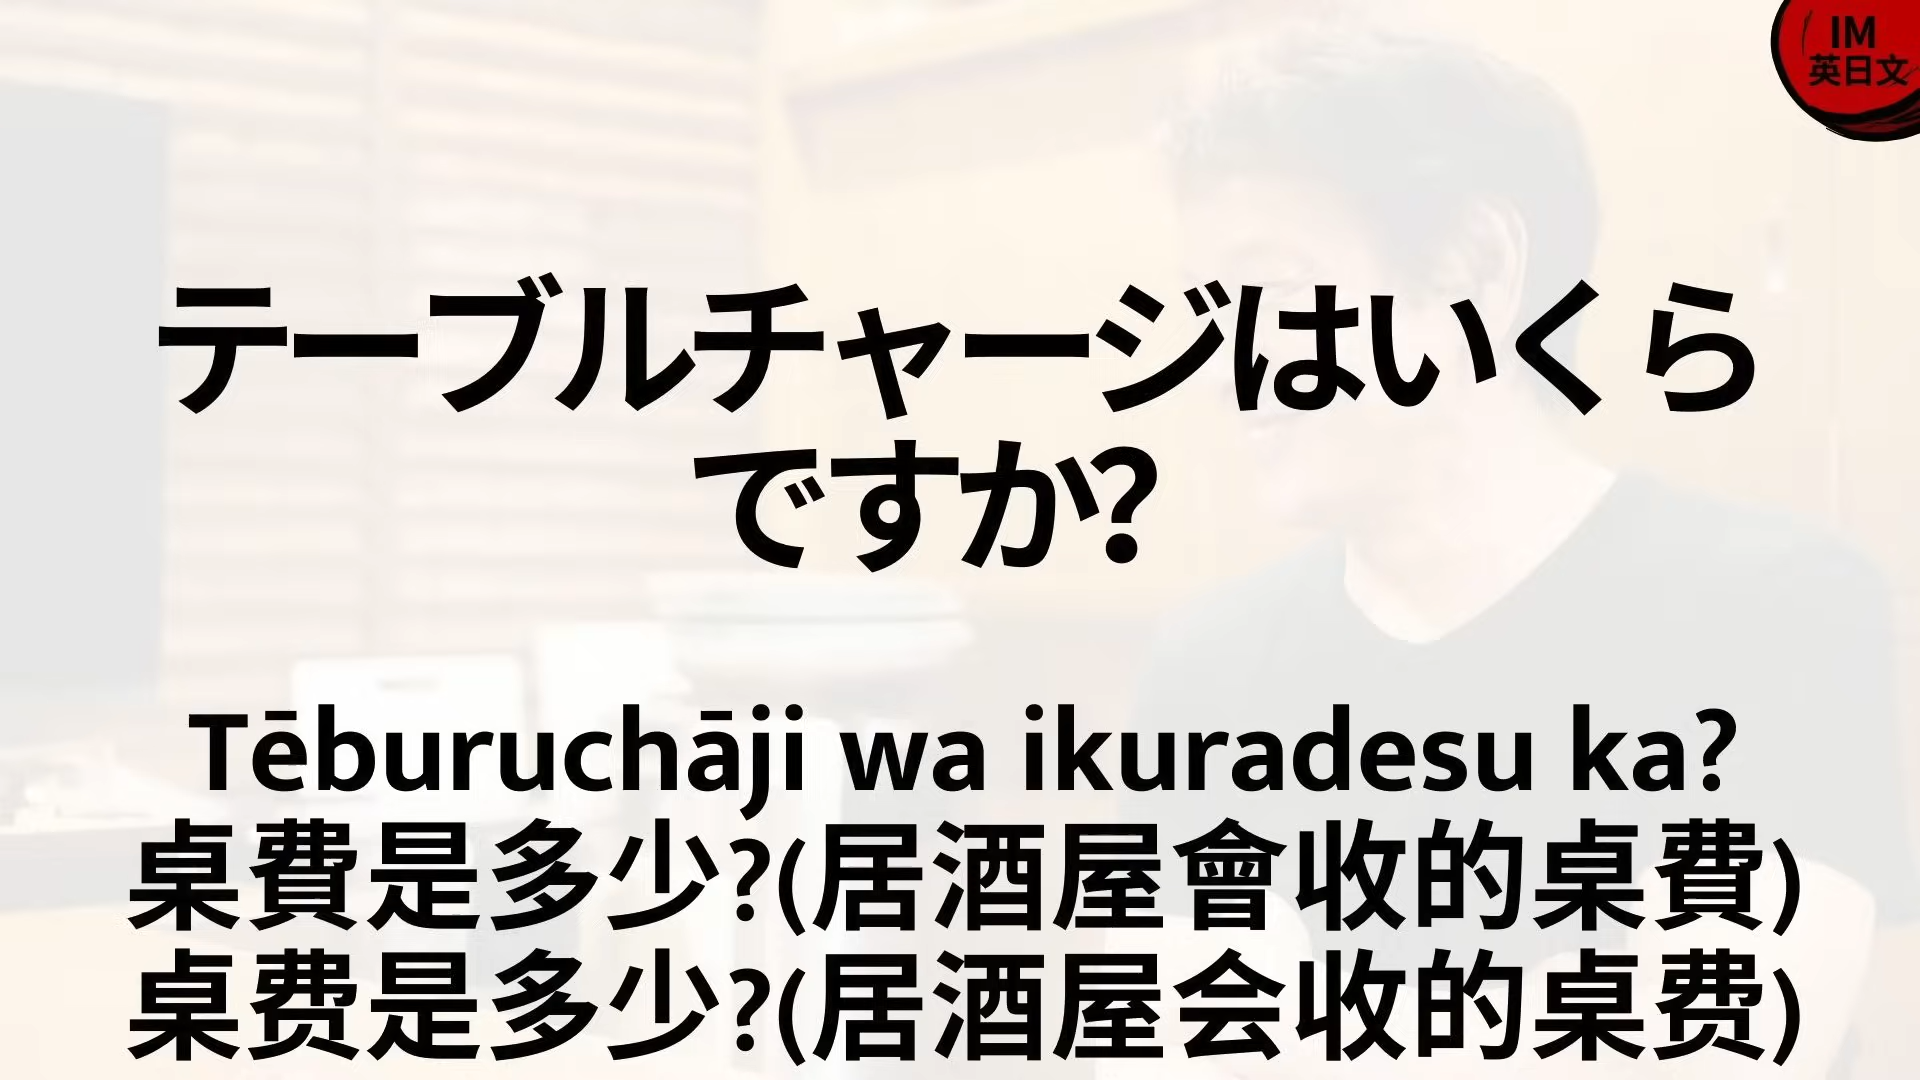 IM
英日文
テーブルチャージはいくら
ですか?
Tēburuchāji wa ikuradesu ka?
桌費是多少?(居酒屋會收的桌費)
桌费是多少?(居酒屋会收的桌费)